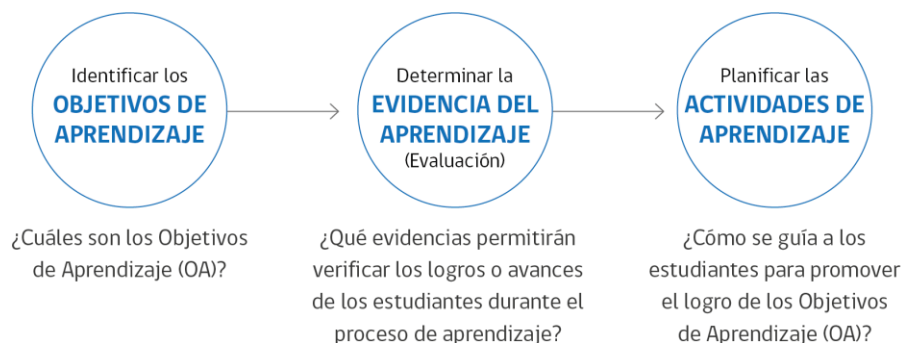 Identificar los
OBJETIVOS DE
APRENDIZAJE
¿Cuáles son los Objetivos
de Aprendizaje (OA)?
Determinar la
EVIDENCIA DEL
APRENDIZAJE
(Evaluación)
¿Qué evidencias permitirán
verificar los logros o avances
de los estudiantes durante el
proceso de aprendizaje?
Planificar las
ACTIVIDADES DE
APRENDIZAJE
¿Cómo se guía a los
estudiantes para promover
el logro de los Objetivos
de Aprendizaje (OA)?